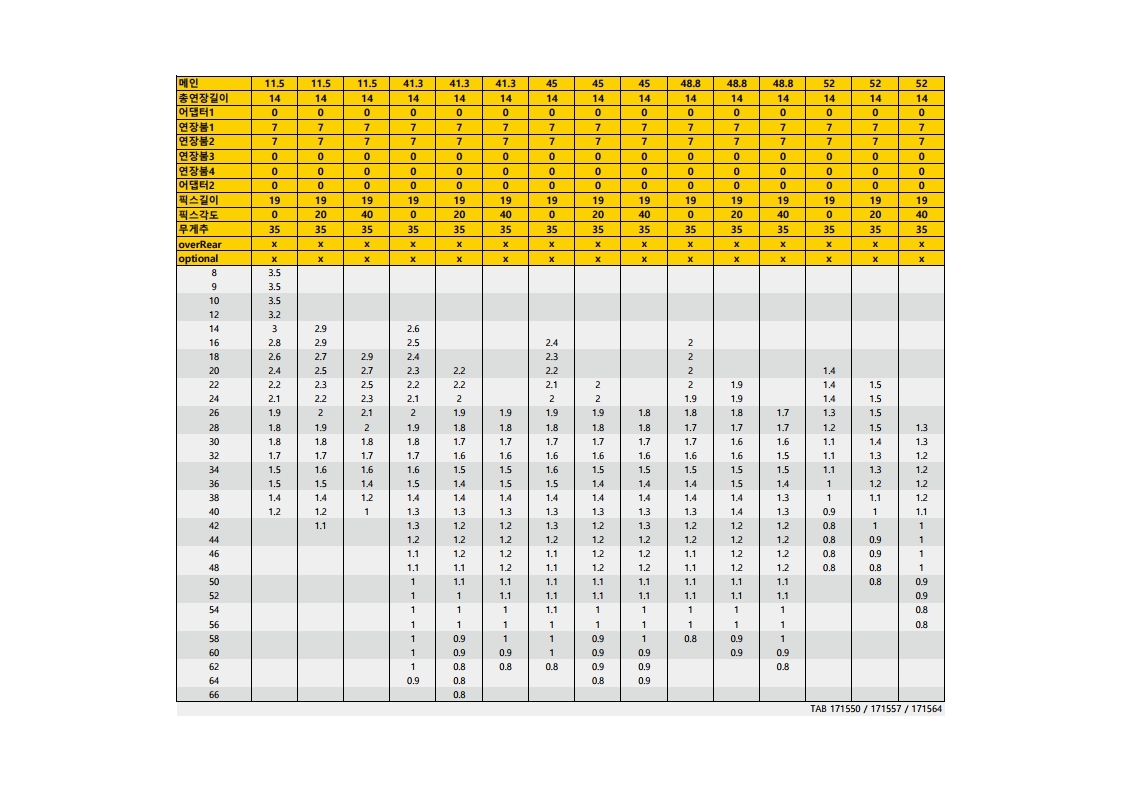 메인 11.5 11.5 11.5 41.3 41.3 41.3 45 45 45 48.8 48.8 48.8 52 52 52
총연장길이 14 14 14 14 14 14 14 14 14 14 14 14 14 14 14
어댑터1 0 0 0 0 0 0 0 0 0 0 0 0 0 0 0
연장붐1 7 7 7 7 7 7 7 7 7 7 7 7 7 7 7
연장붐2 7 7 7 7 7 7 7 7 7 7 7 7 7 7 7
연장붐3 0 0 0 0 0 0 0 0 0 0 0 0 0 0 0
연장붐4 0 0 0 0 0 0 0 0 0 0 0 0 0 0 0
어댑터2 0 0 0 0 0 0 0 0 0 0 0 0 0 0 0
픽스길이 19 19 19 19 19 19 19 19 19 19 19 19 19 19 19
픽스각도 0 20 40 0 20 40 0 20 40 0 20 40 0 20 40
무게추 35 35 35 35 35 35 35 35 35 35 35 35 35 35 35
overRear x x x x x x x x x x x x x x x
optional x x x x x x x x x x x x x x x
8 3.5
9 3.5
10 3.5
12 3.2
14 3 2.9 2.6
16 2.8 2.9 2.5 2.4 2
18 2.6 2.7 2.9 2.4 2.3 2
20 2.4 2.5 2.7 2.3 2.2 2.2 2 1.4
22 2.2 2.3 2.5 2.2 2.2 2.1 2 2 1.9 1.4 1.5
24 2.1 2.2 2.3 2.1 2 2 2 1.9 1.9 1.4 1.5
26 1.9 2 2.1 2 1.9 1.9 1.9 1.9 1.8 1.8 1.8 1.7 1.3 1.5
28 1.8 1.9 2 1.9 1.8 1.8 1.8 1.8 1.8 1.7 1.7 1.7 1.2 1.5 1.3
30 1.8 1.8 1.8 1.8 1.7 1.7 1.7 1.7 1.7 1.7 1.6 1.6 1.1 1.4 1.3
32 1.7 1.7 1.7 1.7 1.6 1.6 1.7 1.6 1.6 1.6 1.6 1.5 1.1 1.3 1.2
34 1.5 1.6 1.6 1.6 1.5 1.5 1.6 1.5 1.5 1.5 1.5 1.5 1.1 1.3 1.2
36 1.5 1.5 1.4 1.5 1.4 1.5 1.5 1.4 1.4 1.4 1.5 1.4 1 1.2 1.2
38 1.4 1.4 1.2 1.4 1.4 1.4 1.4 1.4 1.4 1.4 1.4 1.3 1 1.1 1.2
40 1.2 1.2 1 1.3 1.3 1.3 1.3 1.3 1.3 1.3 1.4 1.3 0.9 1 1.1
42 1.1 1.3 1.2 1.2 1.3 1.2 1.3 1.2 1.2 1.2 0.8 1 1
44 1.2 1.2 1.2 1.2 1.2 1.2 1.2 1.2 1.2 0.8 0.9 1
46 1.1 1.2 1.2 1.1 1.2 1.2 1.1 1.2 1.2 0.8 0.9 1
48 1.1 1.1 1.2 1.1 1.2 1.2 1.1 1.2 1.2 0.8 0.8 1
50 1 1.1 1.1 1.1 1.1 1.1 1.1 1.1 1.1 0.8 0.9
52 1 1 1.1 1.1 1.1 1.1 1.1 1.1 1.1 0.9
54 1 1 1 1.1 1 1 1 1 1 0.8
56 1 1 1 1 1 1 1 1 1 0.8
58 1 0.9 1 1 0.9 1 0.8 0.9 1
60 1 0.9 0.9 1 0.9 0.9 0.9 0.9
62 1 0.8 0.8 0.8 0.9 0.9 0.8
64 0.9 0.8 0.8 0.9
66 0.8
TAB 171550 / 171557 / 171564